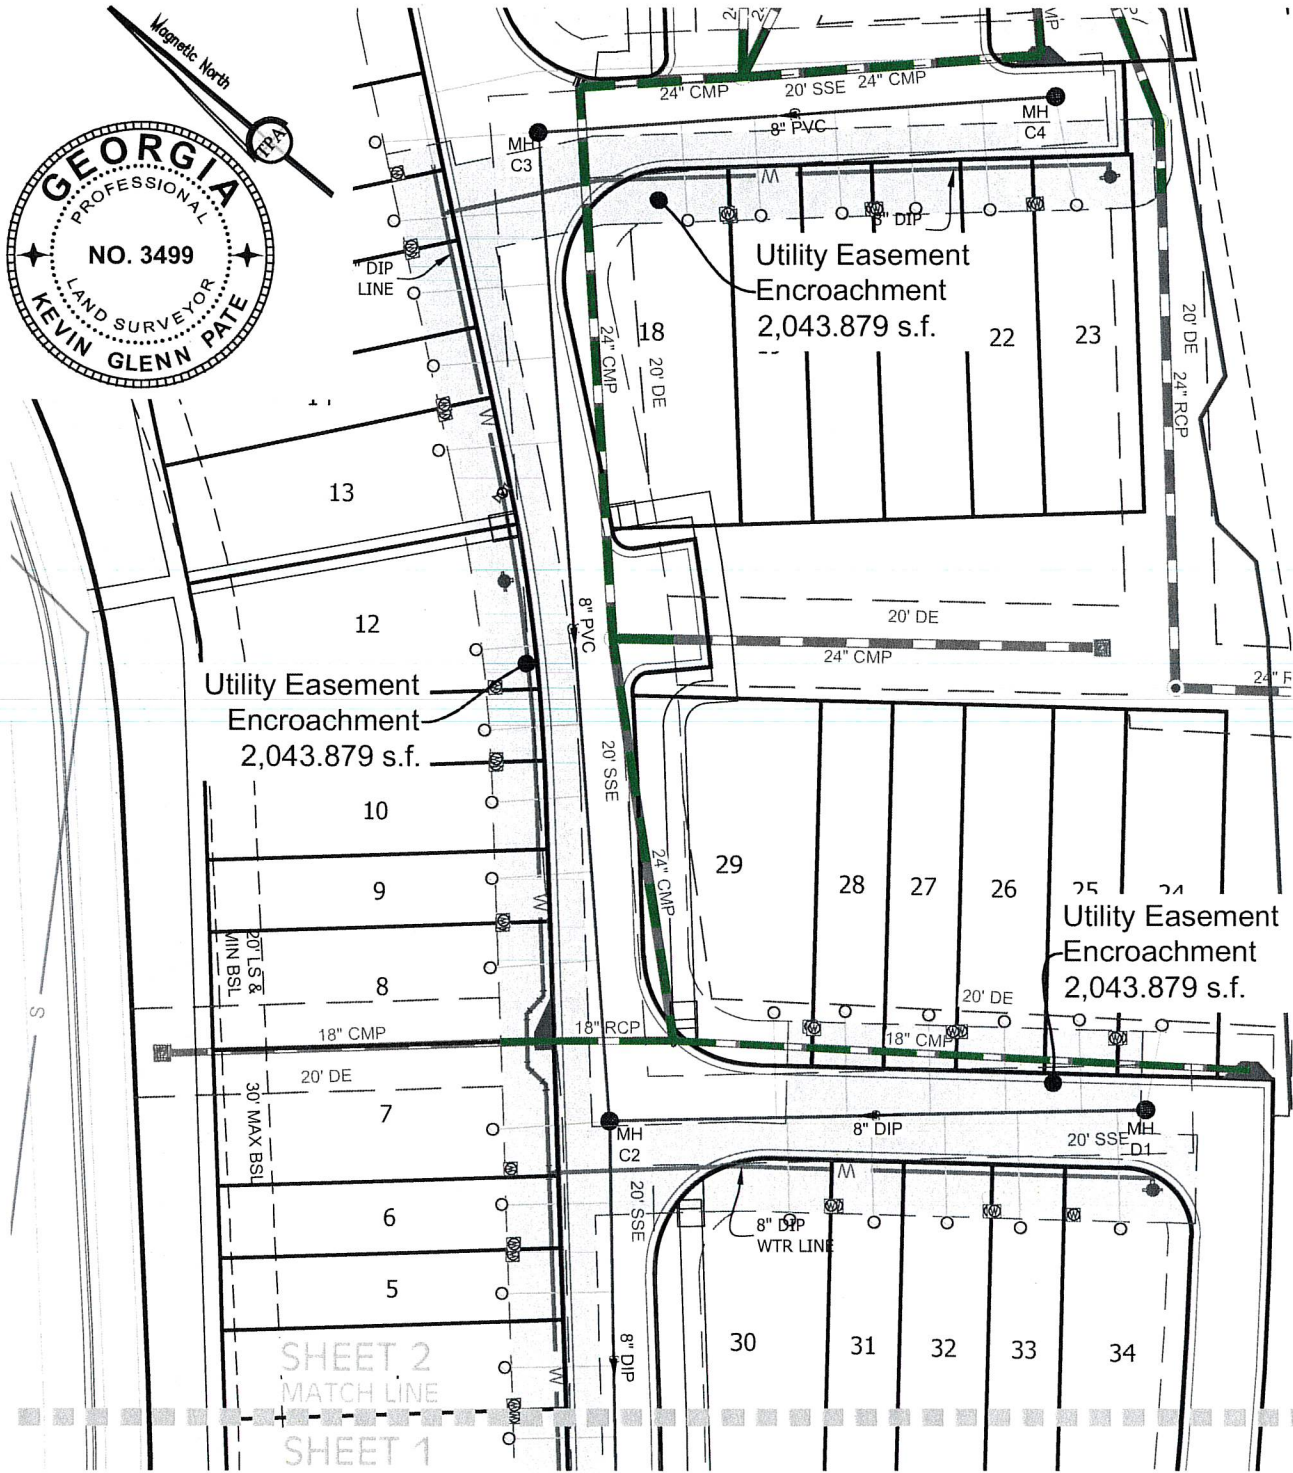 Magnetic North
TPA
GEORGIA
PROFESSIONAL
NO. 3499
LAND SURVEYOR
KEVIN GLENN PATE
24" CMP
20' SSE
24" CMP
MH
C4
8" PVC
MH
C3
W
DIP
Utility Easement
Encroachment
2,043.879 s.f.
" DIP
LINE
18
22
23
24" CMP
20' DE
20' DE
24" RCP
W
13
12
8" PVC
20' DE
24" CMP
Utility Easement
Encroachment
2,043.879 s.f.
20' SSE
10
9
W
24" CMP
29
28
27
26
25
24
Utility Easement
Encroachment
2,043.879 s.f.
20' LS &
MIN BSL
8
20' DE
S
18" CMP
18" RCP
18" CMP
20' DE
30' MAX BSL
7
MH
C2
8" DIP
MH
D1
20' SSE
W
6
20' SSE
8" DIP
WTR LINE
5
30
31
32
33
34
8" DIP
W
SHEET 2
MATCH LINE
SHEET 1